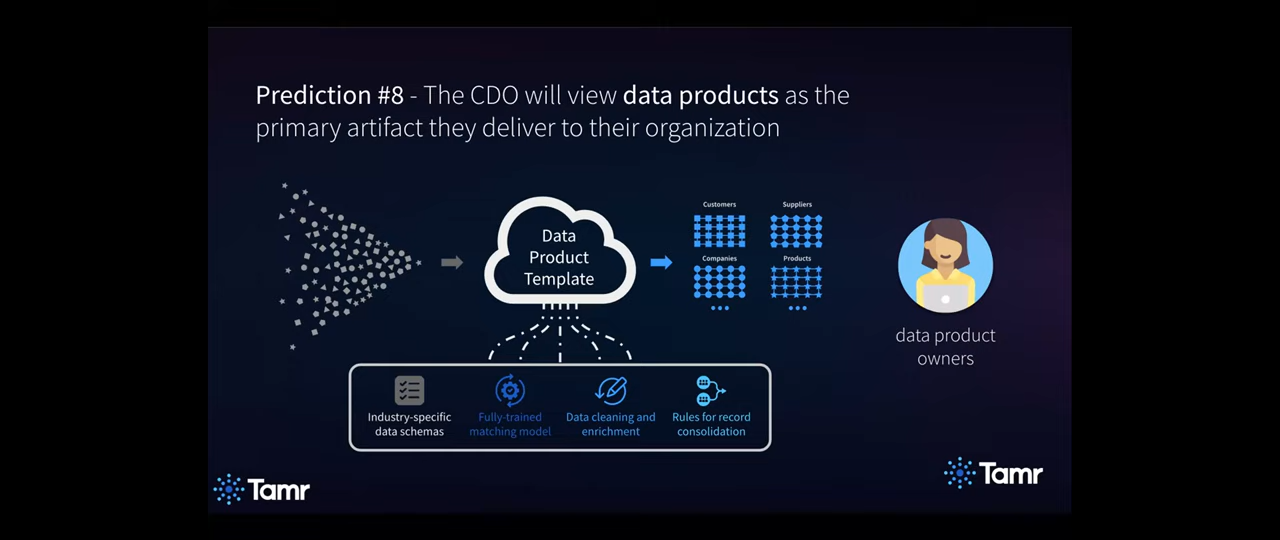 Prediction #8 - The CDO will view data products as the
primary artifact they deliver to their organization
Data
Product
Template
Customers
Suppliers
Companies
Products
data product
owners
Industry-specific
data schemas
Fully-trained
matching model
Data cleaning and
enrichment
Rules for record
consolidation
Tamr
Tamr